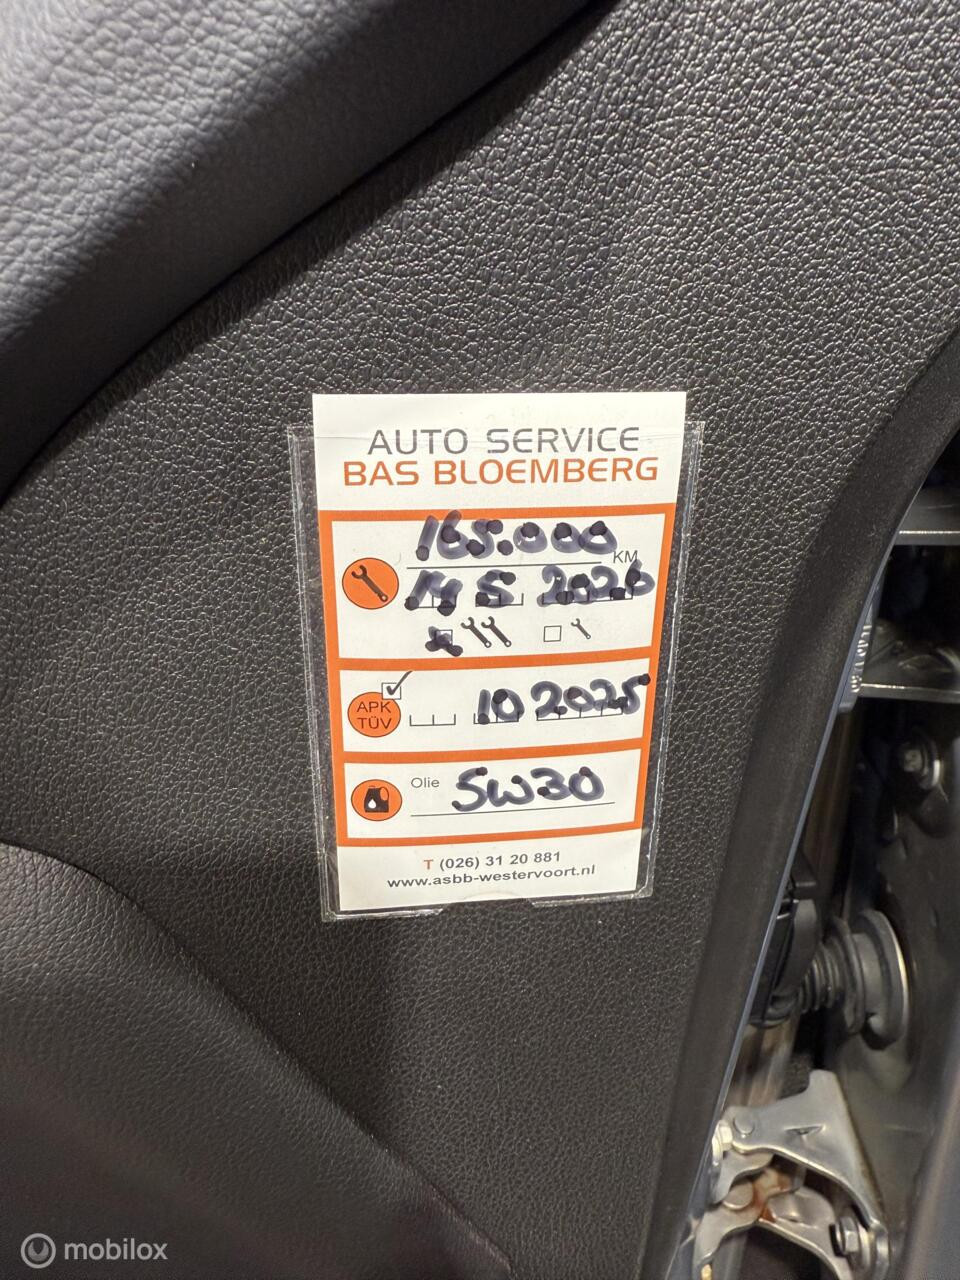 AUTO SERVICE
BAS BLOEMBERG
165.000 KM
14 5 2026
APK
TÜV
10 2025
Olie 5W30
T (026) 31 20 881
www.asbb-westervoort.nl
mobilox